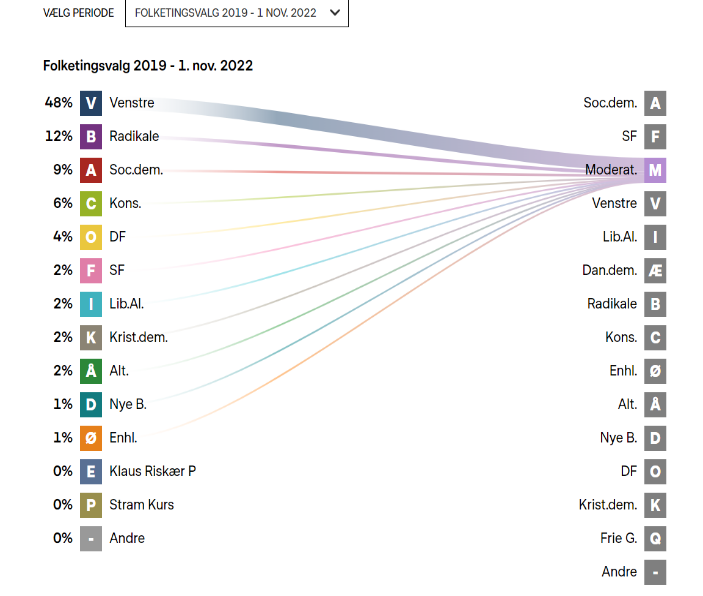 VÆLG PERIODE FOLKETINGSVALG 2019 - 1 NOV. 2022
Folketingsvalg 2019 - 1. nov. 2022
48% V Venstre Soc.dem. A
12% B Radikale SF F
9% A Soc.dem. Moderat. M
6% C Kons. Venstre V
4% O DF Lib.Al. I
2% F SF Dan.dem. Æ
2% I Lib.Al. Radikale B
2% K Krist.dem. Kons. C
2% Å Alt. Enhl. Ø
1% D Nye B. Alt. Å
1% Ø Enhl. Nye B. D
0% E Klaus Riskær P DF O
0% P Stram Kurs Krist.dem. K
0% - Andre Frie G. Q
Andre -